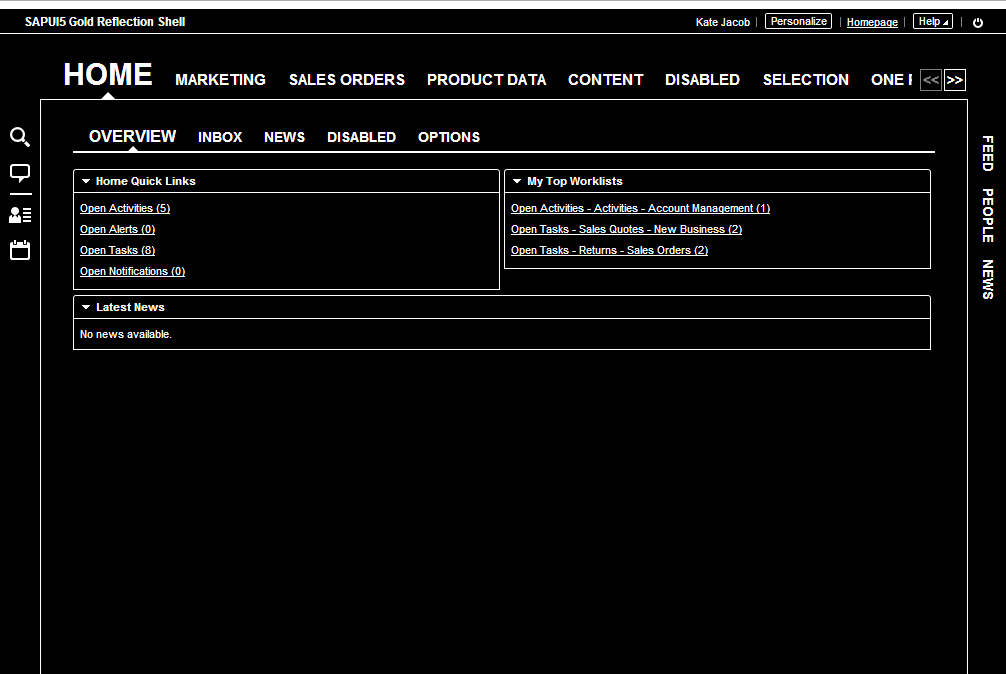 SAPUI5 Gold Reflection Shell
Kate Jacob | Personalize | Homepage | Help |
HOME MARKETING SALES ORDERS PRODUCT DATA CONTENT DISABLED SELECTION ONE << >>
OVERVIEW INBOX NEWS DISABLED OPTIONS
Home Quick Links
Open Activities (5)
Open Alerts (0)
Open Tasks (8)
Open Notifications (0)
My Top Worklists
Open Activities - Activities - Account Management (1)
Open Tasks - Sales Quotes - New Business (2)
Open Tasks - Returns - Sales Orders (2)
Latest News
No news available.
FEED
PEOPLE
NEWS